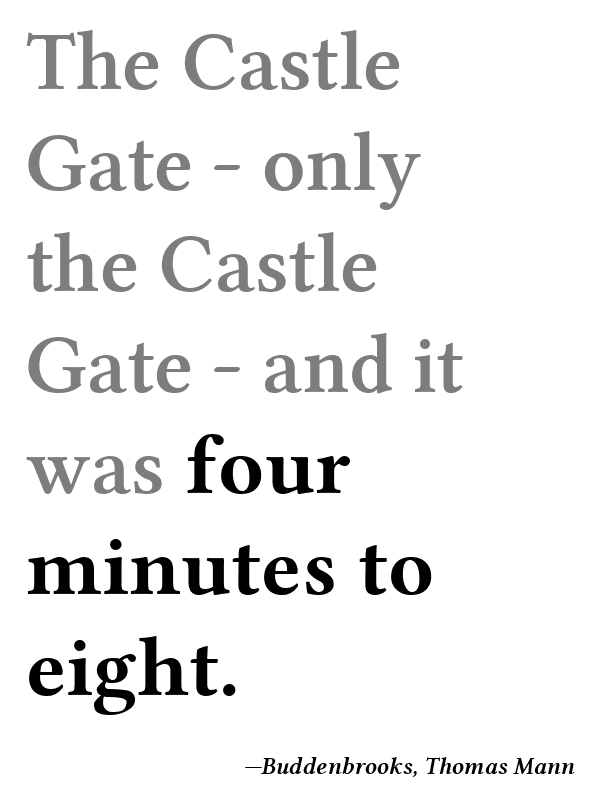 The Castle
Gate - only
the Castle
Gate - and it
was four
minutes to
eight.
—Buddenbrooks, Thomas Mann